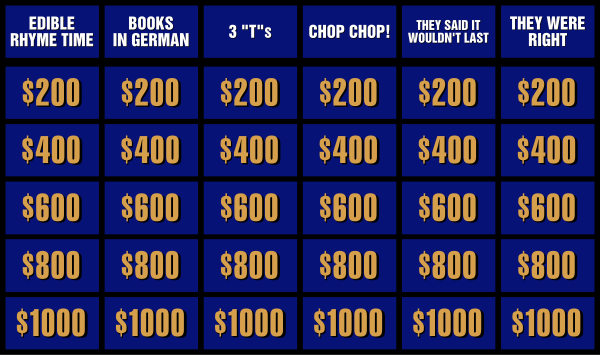 EDIBLE
RHYME TIME
BOOKS
IN GERMAN
3 "T"s
CHOP CHOP!
THEY SAID IT
WOULDN'T LAST
THEY WERE
RIGHT
$200 $200 $200 $200 $200 $200
$400 $400 $400 $400 $400 $400
$600 $600 $600 $600 $600 $600
$800 $800 $800 $800 $800 $800
$1000 $1000 $1000 $1000 $1000 $1000